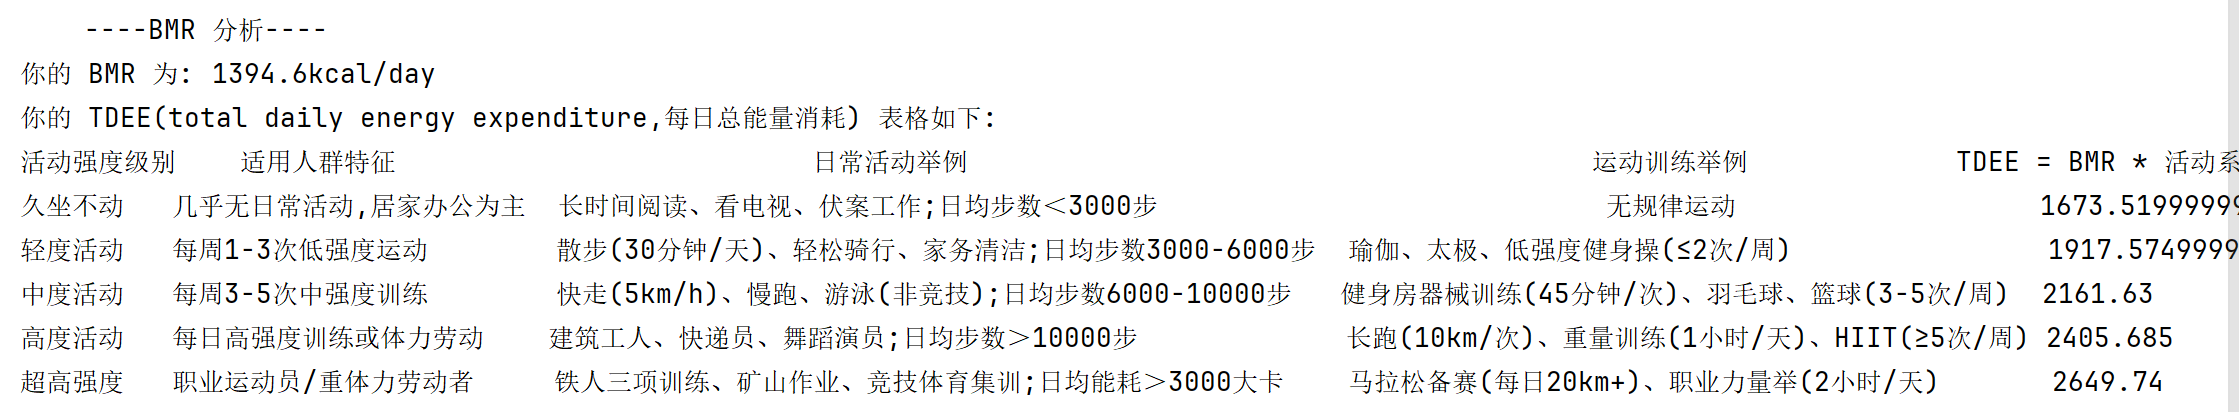 ----BMR 分析----
你的 BMR 为: 1394.6kcal/day
你的 TDEE(total daily energy expenditure,每日总能量消耗) 表格如下:
活动强度级别 适用人群特征 日常活动举例 运动训练举例 TDEE = BMR * 活动系
久坐不动 几乎无日常活动,居家办公为主 长时间阅读、看电视、伏案工作;日均步数＜3000步 无规律运动 1673.51999999
轻度活动 每周1-3次低强度运动 散步(30分钟/天)、轻松骑行、家务清洁;日均步数3000-6000步 瑜伽、太极、低强度健身操(≤2次/周) 1917.5749999
中度活动 每周3-5次中强度训练 快走(5km/h)、慢跑、游泳(非竞技);日均步数6000-10000步 健身房器械训练(45分钟/次)、羽毛球、篮球(3-5次/周) 2161.63
高度活动 每日高强度训练或体力劳动 建筑工人、快递员、舞蹈演员;日均步数＞10000步 长跑(10km/次)、重量训练(1小时/天)、HIIT(≥5次/周) 2405.685
超高强度 职业运动员/重体力劳动者 铁人三项训练、矿山作业、竞技体育集训;日均能耗＞3000大卡 马拉松备赛(每日20km+)、职业力量举(2小时/天) 2649.74